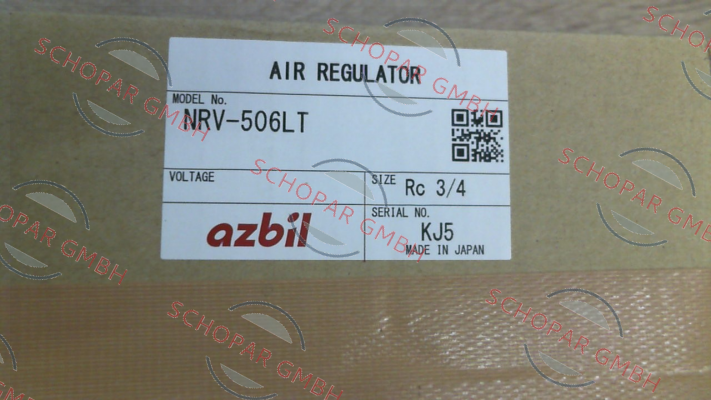 AIR REGULATOR
MODEL No.
NRV-506LT
VOLTAGE
SIZE Rc 3/4
SERIAL NO.
KJ5
azbil
MADE IN JAPAN
SCHOPAR GMBH
SCHOPAR GMBH
SCHOPAR GMBH
SCHOPAR GMBH
SCHOPAR GMBH
SCHOPAR GMBH
SCHOPAR GMBH
SCHOPAR GMBH